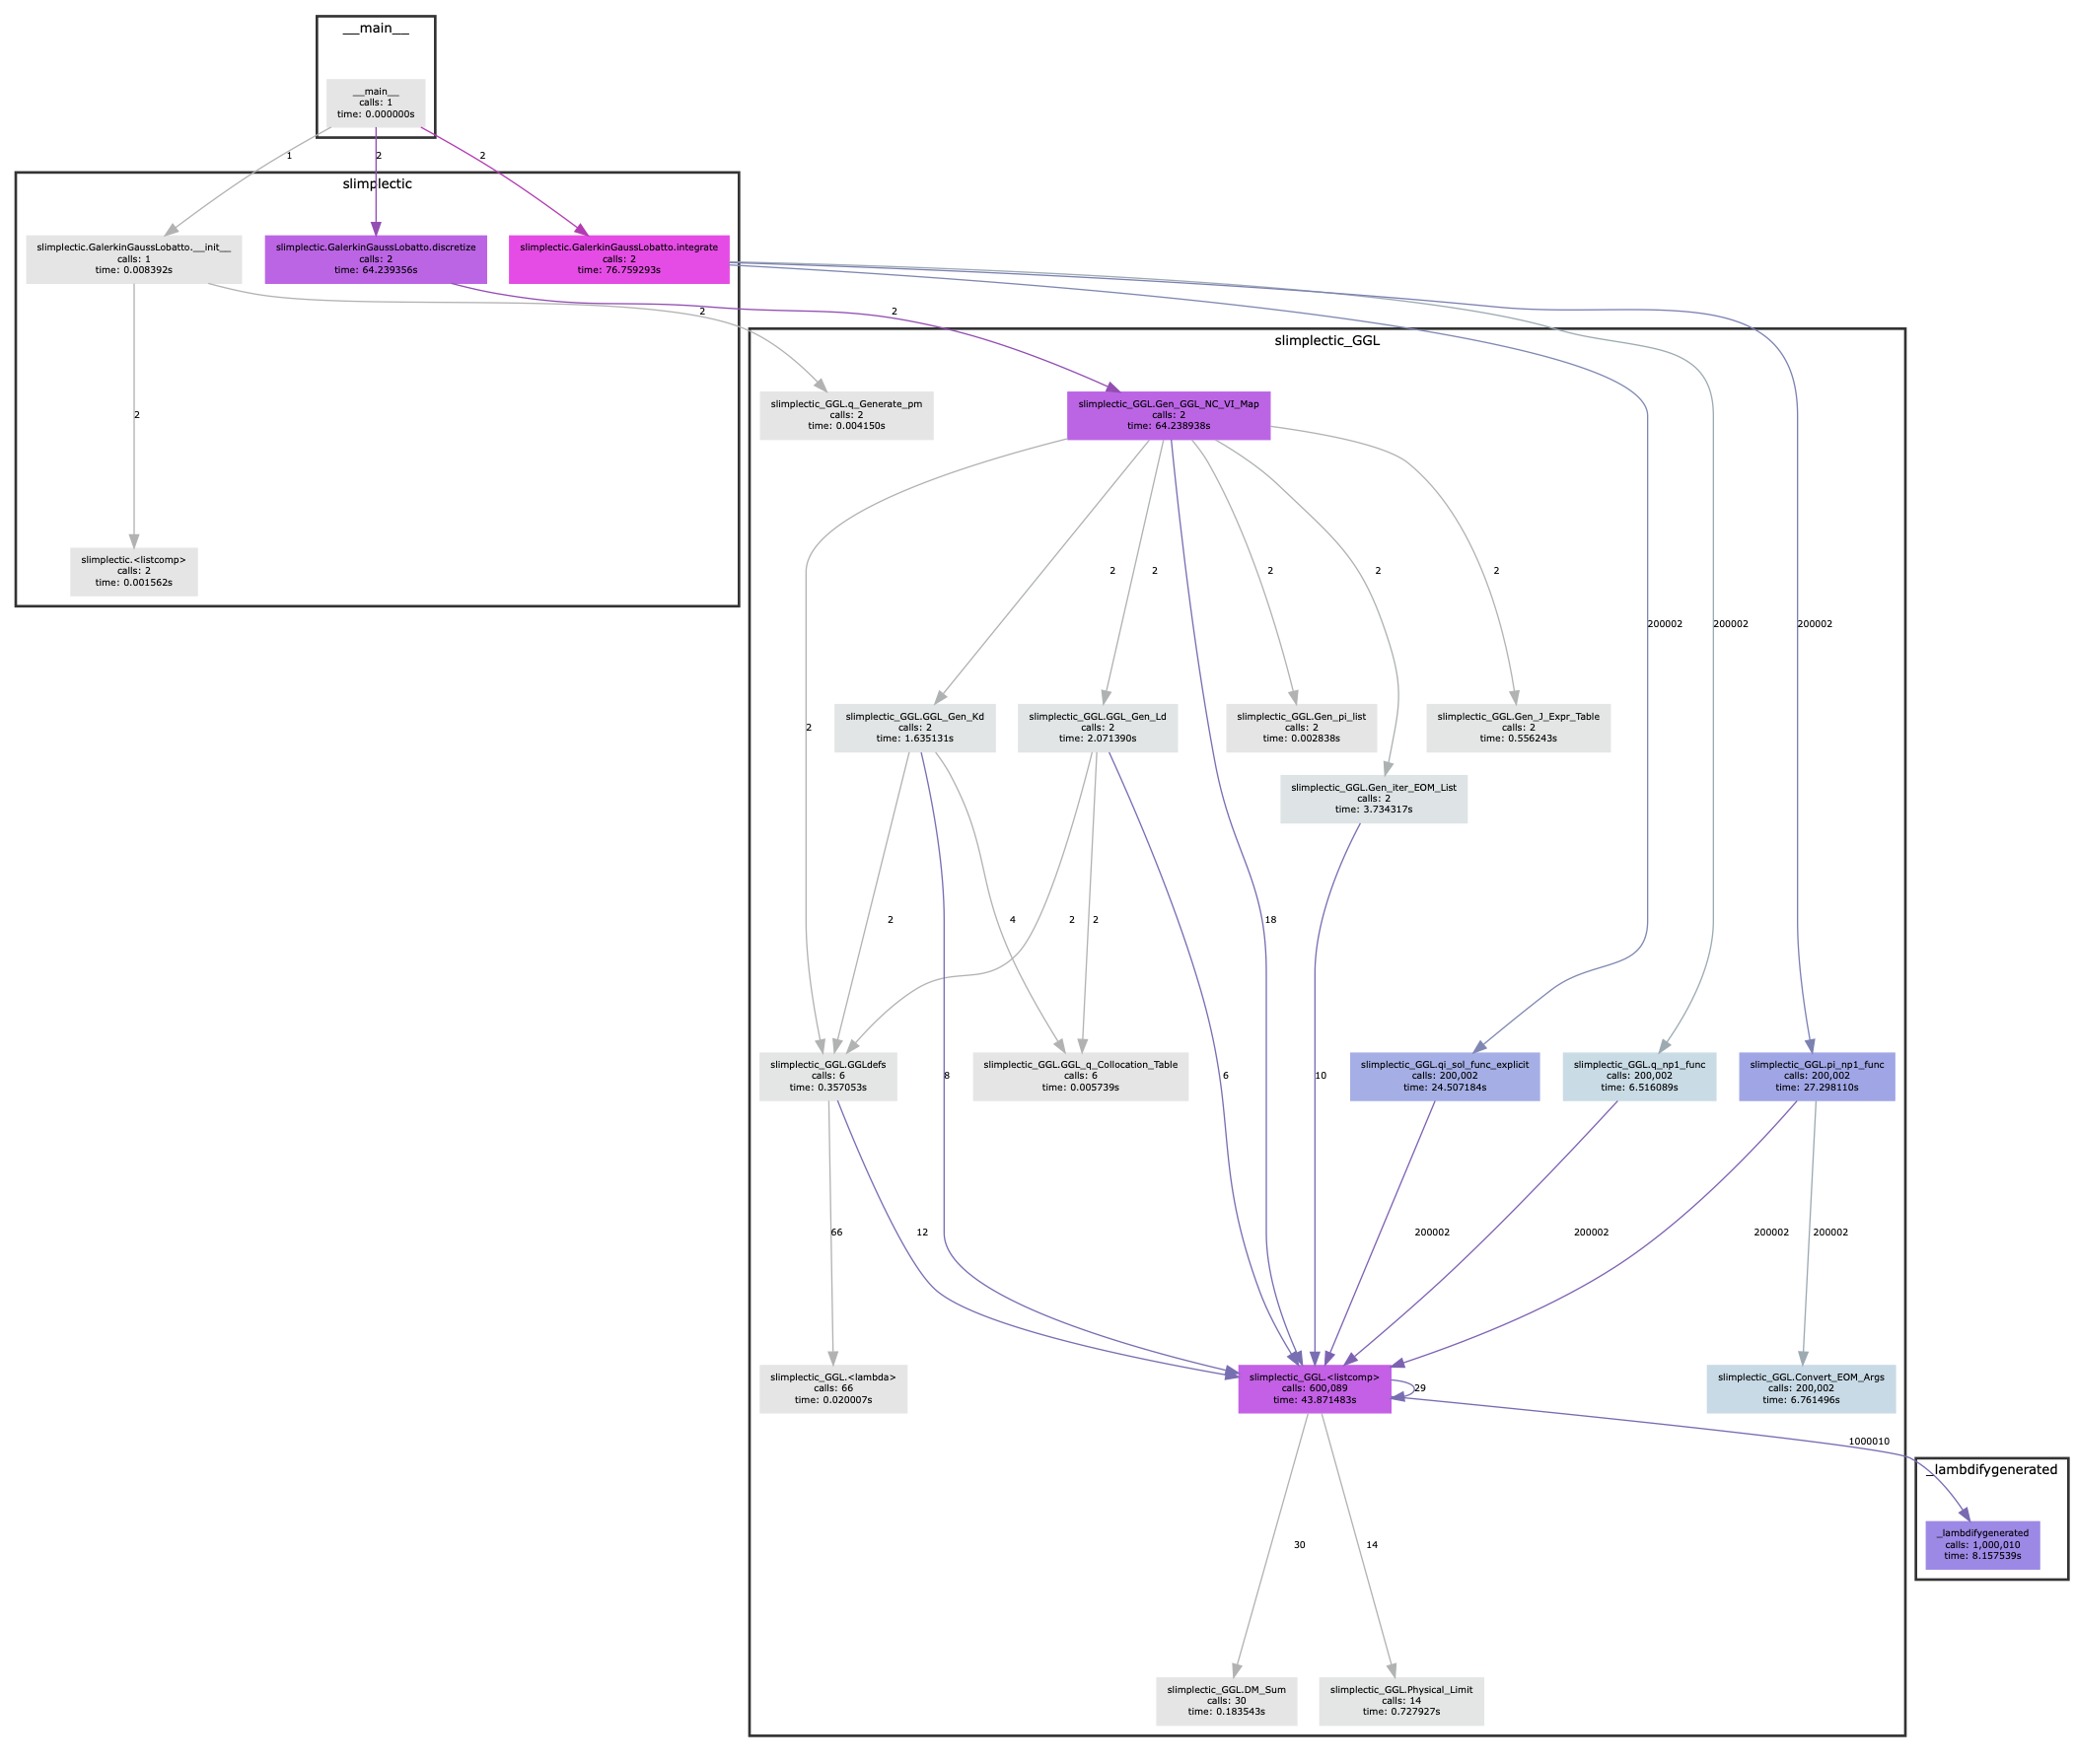 __main__
__main__
calls: 1
time: 0.000000s
1
2
2
slimplectic
slimplectic.GalerkinGaussLobatto.__init__
calls: 1
time: 0.008392s
slimplectic.GalerkinGaussLobatto.discretize
calls: 2
time: 64.239356s
slimplectic.GalerkinGaussLobatto.integrate
calls: 2
time: 76.759293s
2
2
2
slimplectic.<listcomp>
calls: 2
time: 0.001562s
slimplectic_GGL
slimplectic_GGL.q_Generate_pm
calls: 2
time: 0.004150s
slimplectic_GGL.Gen_GGL_NC_VI_Map
calls: 2
time: 64.238938s
2
2
2
2
2
200002
200002
200002
2
slimplectic_GGL.GGL_Gen_Kd
calls: 2
time: 1.635131s
slimplectic_GGL.GGL_Gen_Ld
calls: 2
time: 2.071390s
slimplectic_GGL.Gen_pi_list
calls: 2
time: 0.002838s
slimplectic_GGL.Gen_J_Expr_Table
calls: 2
time: 0.556243s
slimplectic_GGL.Gen_iter_EOM_List
calls: 2
time: 3.734317s
2
4
2
2
18
8
6
10
slimplectic_GGL.GGLdefs
calls: 6
time: 0.357053s
slimplectic_GGL.GGL_q_Collocation_Table
calls: 6
time: 0.005739s
slimplectic_GGL.qi_sol_func_explicit
calls: 200,002
time: 24.507184s
slimplectic_GGL.q_np1_func
calls: 200,002
time: 6.516089s
slimplectic_GGL.pi_np1_func
calls: 200,002
time: 27.298110s
66
12
200002
200002
200002
200002
slimplectic_GGL.<lambda>
calls: 66
time: 0.020007s
slimplectic_GGL.<listcomp>
calls: 600,089
time: 43.871483s
29
slimplectic_GGL.Convert_EOM_Args
calls: 200,002
time: 6.761496s
1000010
_lambdifygenerated
_lambdifygenerated
calls: 1,000,010
time: 8.157539s
30
14
slimplectic_GGL.DM_Sum
calls: 30
time: 0.183543s
slimplectic_GGL.Physical_Limit
calls: 14
time: 0.727927s